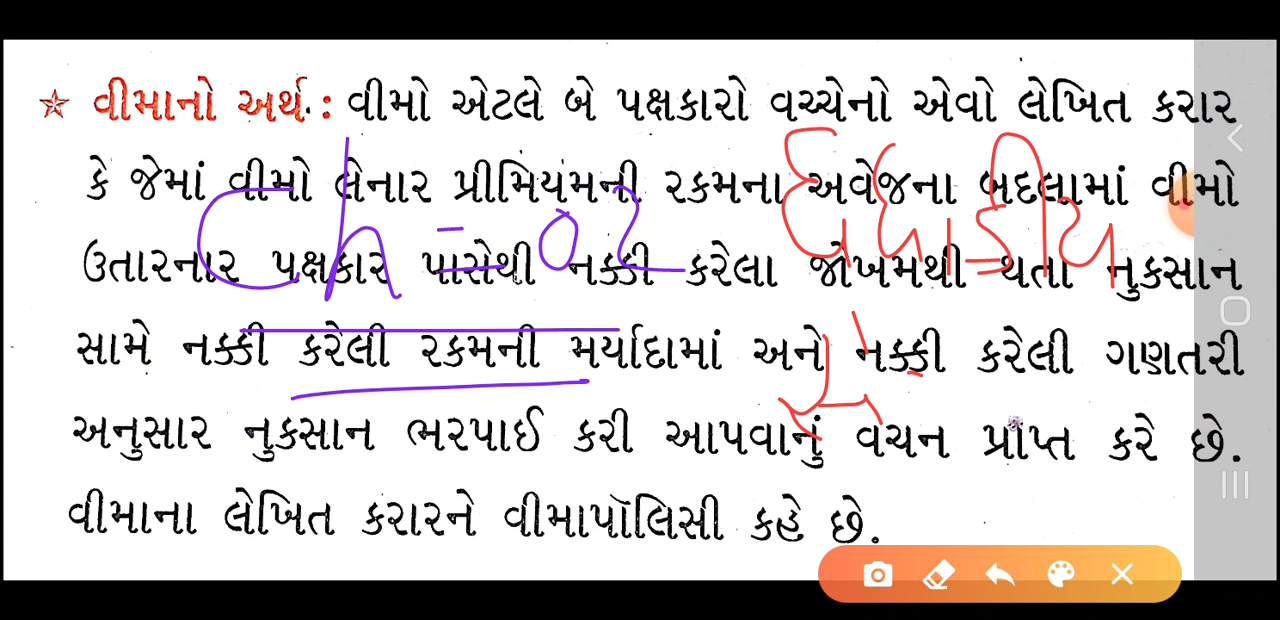 ★ વીમાનો અર્થ : વીમો એટલે બે પક્ષકારો વચ્ચેનો એવો લેખિત કરાર
કે જેમાં વીમો લેનાર પ્રીમિયમની રકમના અવેજના બદલામાં વીમો
ઉતારનાર પક્ષકાર પાસેથી નક્કી કરેલા જોખમથી થતા નુકસાન
સામે નક્કી કરેલી રકમની મર્યાદામાં અને નક્કી કરેલી ગણતરી
અનુસાર નુકસાન ભરપાઈ કરી આપવાનું વચન પ્રાપ્ત કરે છે.
વીમાના લેખિત કરારને વીમાપૉલિસી કહે છે.
Ch - 02